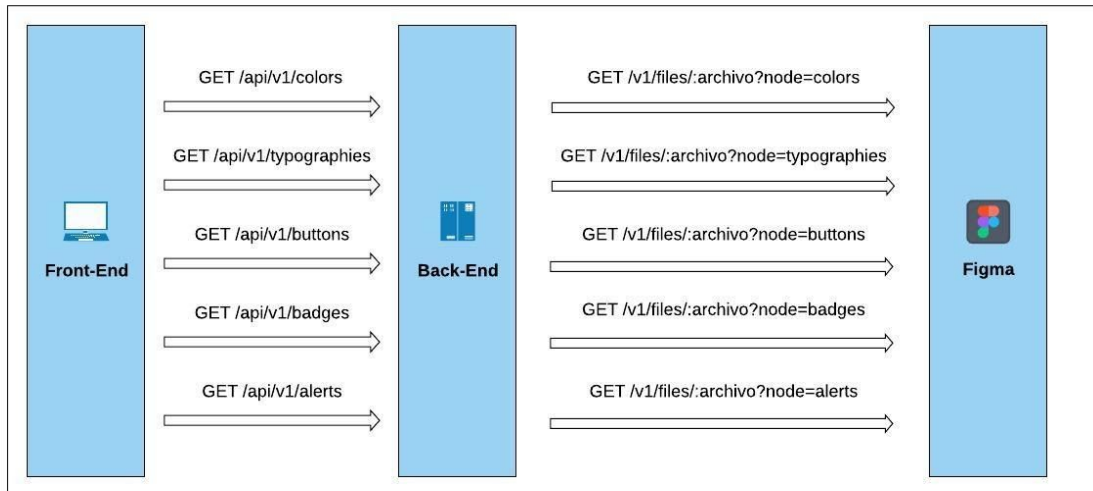 GET /api/v1/colors
GET /v1/files/:archivo?node=colors
GET /api/v1/typographies
GET /v1/files/:archivo?node=typographies
GET /api/v1/buttons
GET /v1/files/:archivo?node=buttons
Front-End
Back-End
Figma
GET /api/v1/badges
GET /v1/files/:archivo?node=badges
GET /api/v1/alerts
GET /v1/files/:archivo?node=alerts